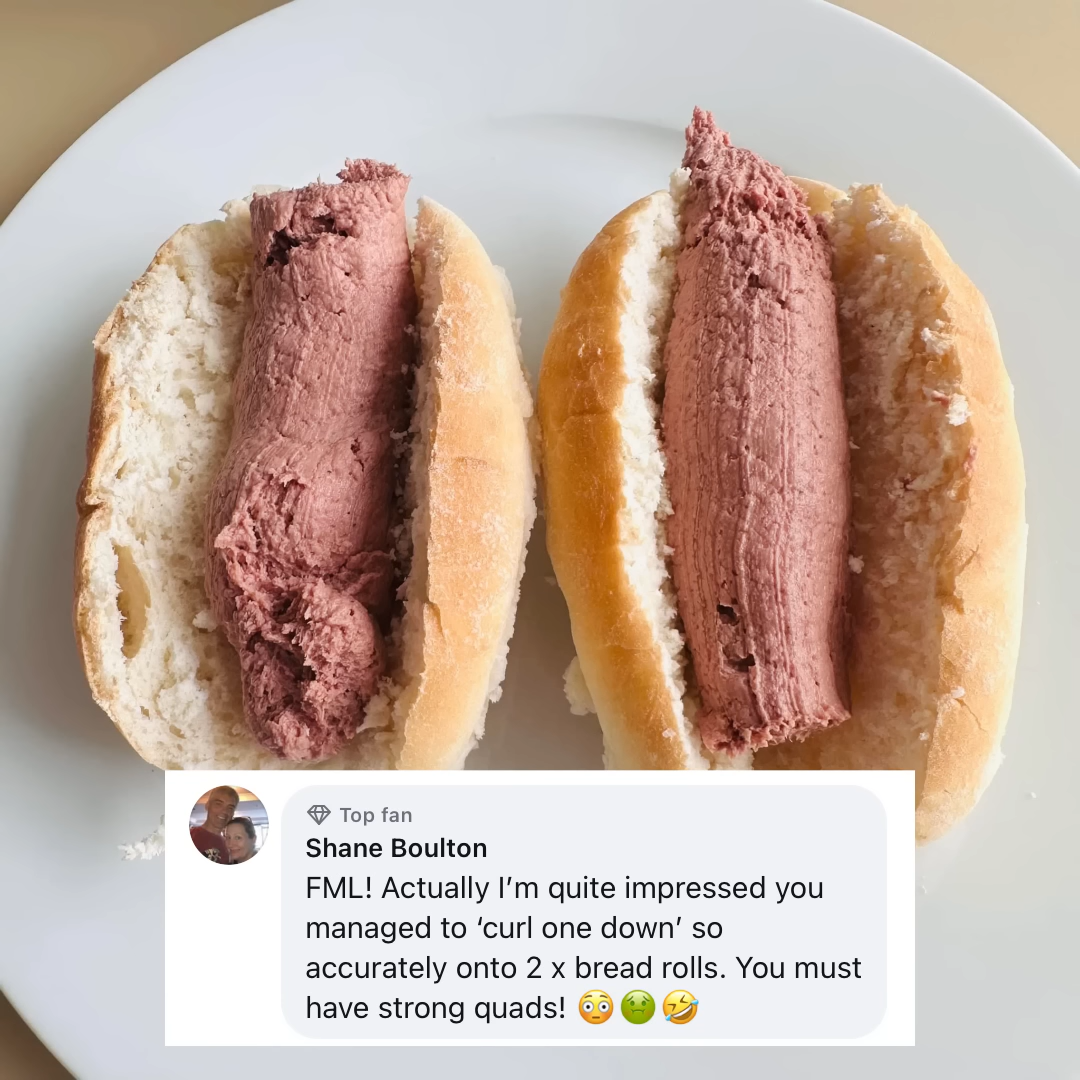 Top fan
Shane Boulton
FML! Actually I’m quite impressed you
managed to ‘curl one down’ so
accurately onto 2 x bread rolls. You must
have strong quads! 😳🤢🤣